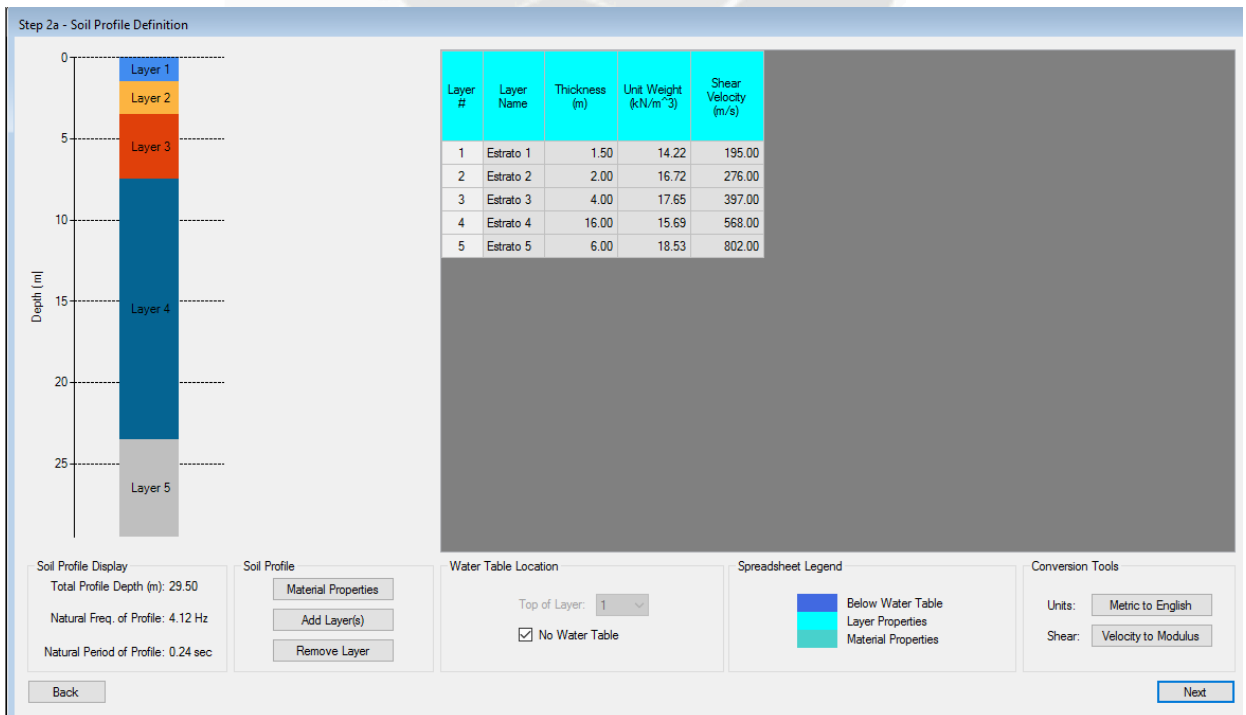 Step 2a - Soil Profile Definition
0
5
10
15
20
25
Depth (m)
Layer 1
Layer 2
Layer 3
Layer 4
Layer 5
Layer # Layer Name Thickness (m) Unit Weight (kN/m^3) Shear Velocity (m/s)
1 Estrato 1 1.50 14.22 195.00
2 Estrato 2 2.00 16.72 276.00
3 Estrato 3 4.00 17.65 397.00
4 Estrato 4 16.00 15.69 568.00
5 Estrato 5 6.00 18.53 802.00
Soil Profile Display
Total Profile Depth (m): 29.50
Natural Freq. of Profile: 4.12 Hz
Natural Period of Profile: 0.24 sec
Soil Profile
Material Properties
Add Layer(s)
Remove Layer
Water Table Location
Top of Layer: 1
No Water Table
Spreadsheet Legend
Below Water Table
Layer Properties
Material Properties
Conversion Tools
Units: Metric to English
Shear: Velocity to Modulus
Back
Next